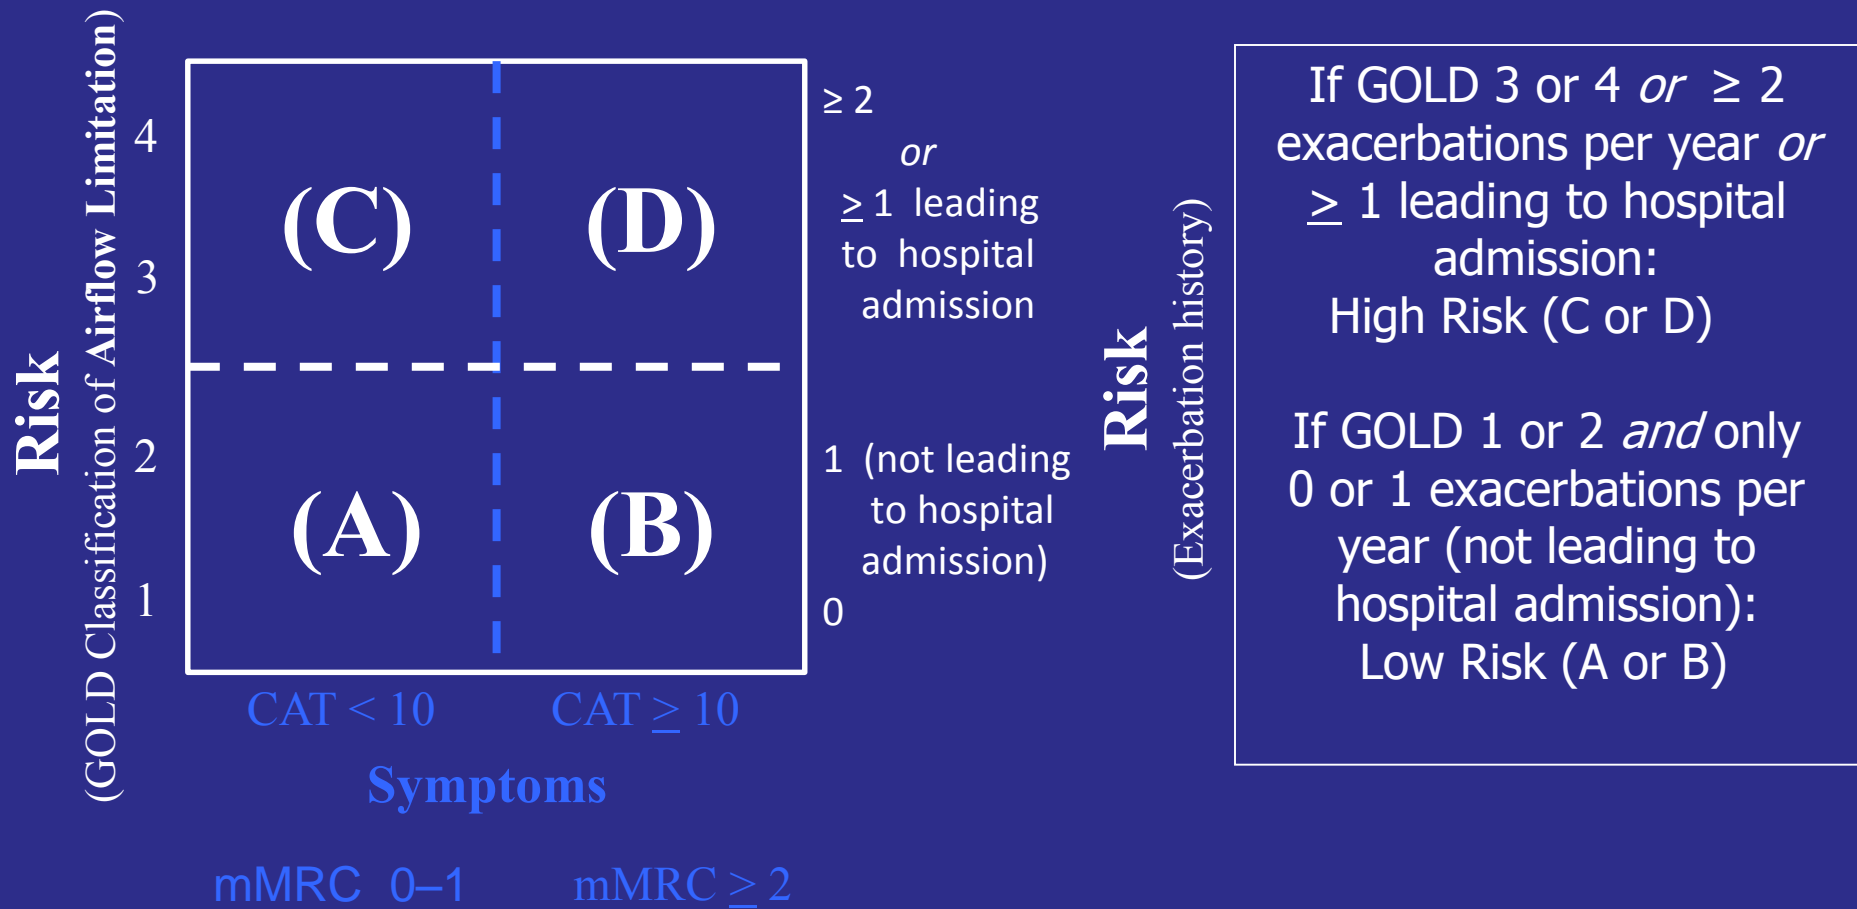 Risk
(GOLD Classification of Airflow Limitation)
4
3
2
1
(C)
(D)
(A)
(B)
≥ 2
or
≥ 1 leading
to hospital
admission
1 (not leading
to hospital
admission)
0
Risk
(Exacerbation history)
CAT < 10
CAT ≥ 10
Symptoms
mMRC 0–1
mMRC ≥ 2
If GOLD 3 or 4 or ≥ 2
exacerbations per year or
≥ 1 leading to hospital
admission:
High Risk (C or D)
If GOLD 1 or 2 and only
0 or 1 exacerbations per
year (not leading to
hospital admission):
Low Risk (A or B)